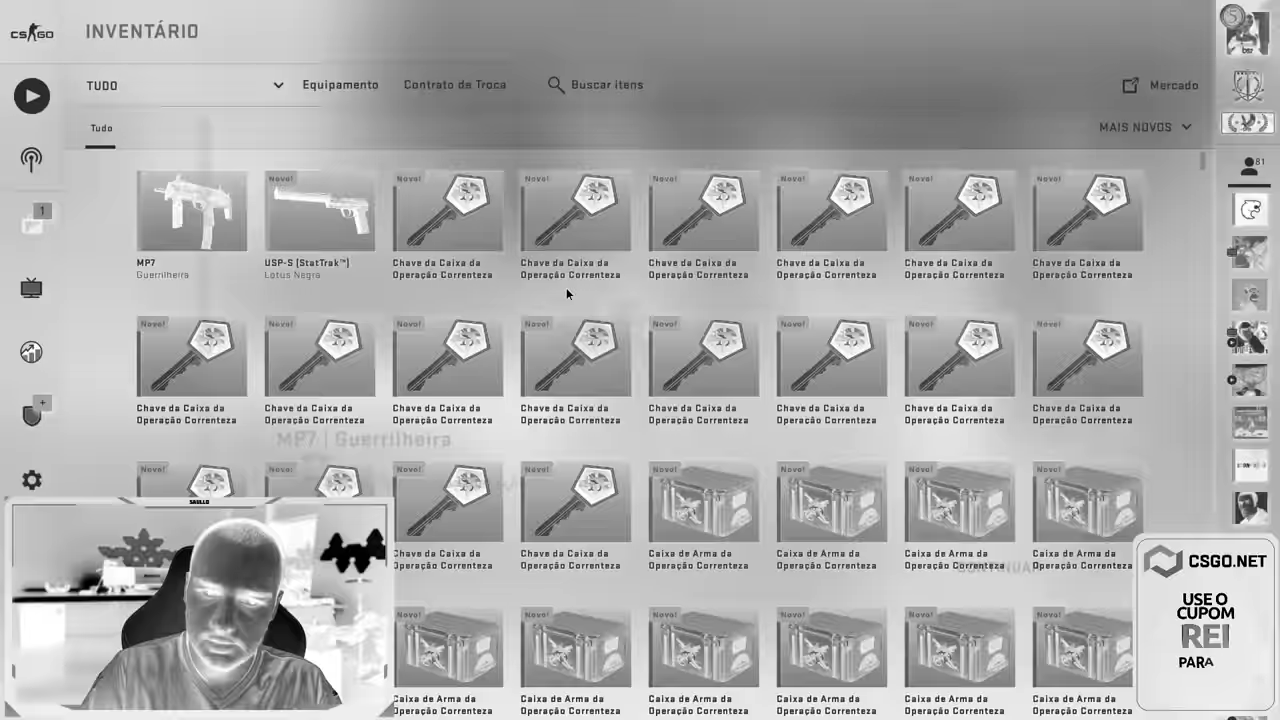 CS GO
INVENTÁRIO
5
TUDO
Equipamento
Contrato de Troca
Buscar itens
Mercado
Tudo
MAIS NOVOS
81
1
+
Novo! Novo! Novo! Novo! Novo! Novo! Novo!
MP7 USP-S (StatTrak™) Chave da Caixa da Chave da Caixa da Chave da Caixa da Chave da Caixa da Chave da Caixa da Chave da Caixa da
Guerrilheira Lótus Negra Operação Correnteza Operação Correnteza Operação Correnteza Operação Correnteza Operação Correnteza Operação Correnteza
Novo! Novo! Novo! Novo! Novo! Novo! Novo! Novo!
Chave da Caixa da Chave da Caixa da Chave da Caixa da Chave da Caixa da Chave da Caixa da Chave da Caixa da Chave da Caixa da Chave da Caixa da
Operação Correnteza Operação Correnteza Operação Correnteza Operação Correnteza Operação Correnteza Operação Correnteza Operação Correnteza Operação Correnteza
MP7 | Guerrilheira
Novo! Novo! Novo! Novo! Novo! Novo! Novo! Novo!
Chave da Caixa da Chave da Caixa da Caixa de Arma da Caixa de Arma da Caixa de Arma da Caixa de Arma da
Operação Correnteza Operação Correnteza Operação Correnteza Operação Correnteza Operação Correnteza Operação Correnteza
CONTINUAR
SAULLO
Novo! Novo! Novo! Novo! Novo! Novo!
Caixa de Arma da Caixa de Arma da Caixa de Arma da Caixa de Arma da Caixa de Arma da Caixa de Arma da
Operação Correnteza Operação Correnteza Operação Correnteza Operação Correnteza Operação Correnteza Operação Correnteza
CSGO.NET
USE O
CUPOM
REI
PARA